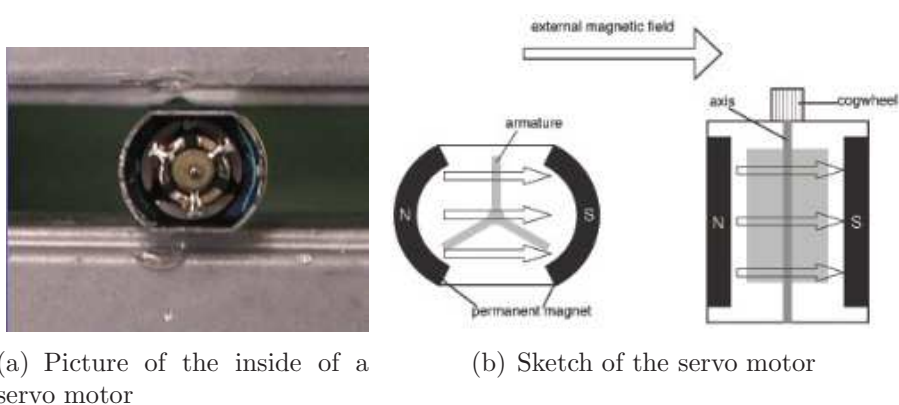 external magnetic field
axis
cogwheel
armature
N
S
N
S
permanent magnet
(a) Picture of the inside of a
servo motor
(b) Sketch of the servo motor